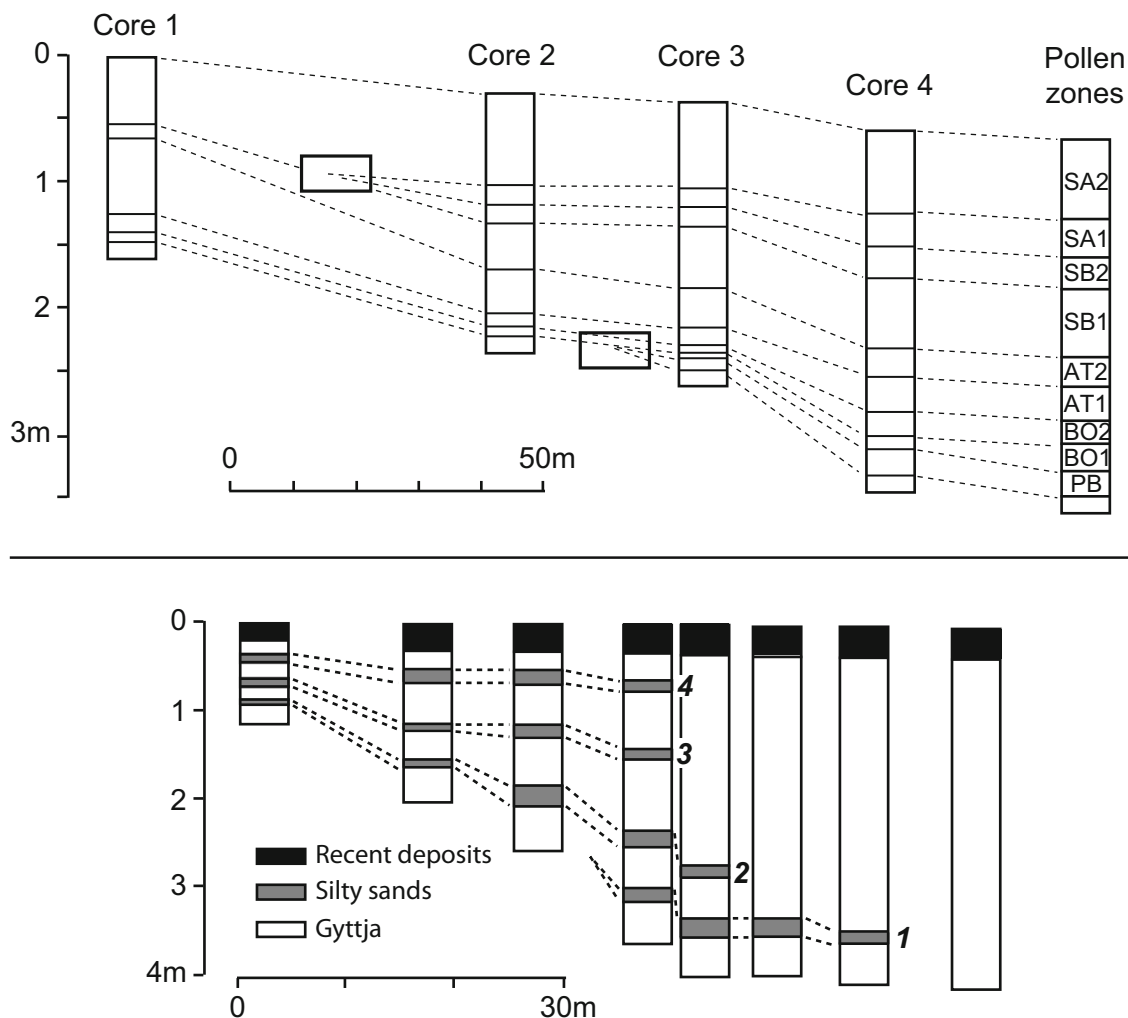 Core 1
Core 2
Core 3
Core 4
Pollen
zones
0
1
2
3m
SA2
SA1
SB2
SB1
AT2
AT1
BO2
BO1
PB
0
50m
0
1
2
3
4m
4
3
2
1
Recent deposits
Silty sands
Gyttja
0
30m